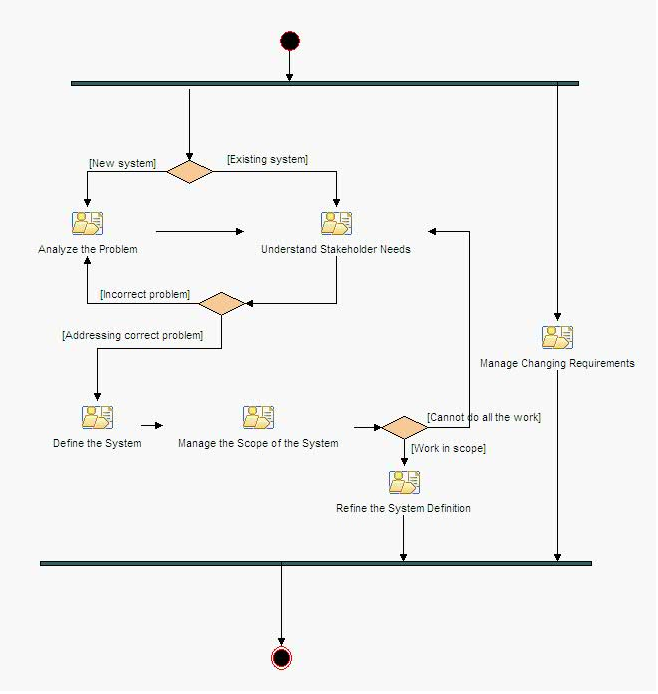 [New system]
[Existing system]
Analyze the Problem
Understand Stakeholder Needs
[Incorrect problem]
[Addressing correct problem]
Manage Changing Requirements
[Cannot do all the work]
Define the System
Manage the Scope of the System
[Work in scope]
Refine the System Definition